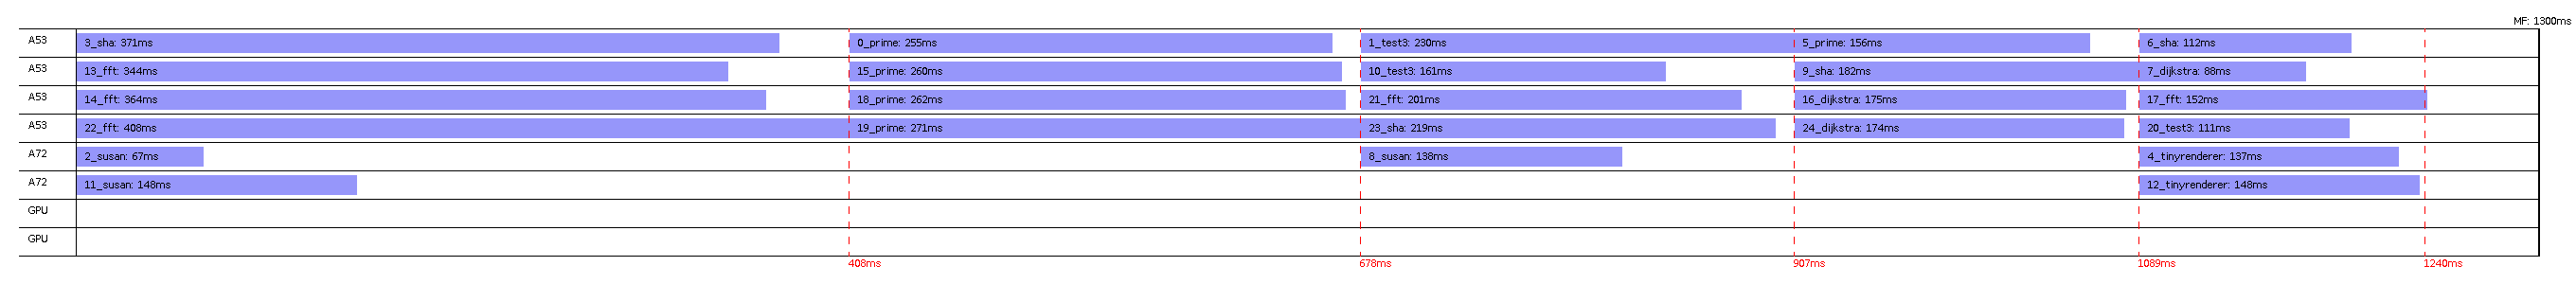 MF: 1300ms
A53 3_sha: 371ms 0_prime: 255ms 1_test3: 230ms 5_prime: 156ms 6_sha: 112ms
A53 13_fft: 344ms 15_prime: 260ms 10_test3: 161ms 9_sha: 182ms 7_dijkstra: 88ms
A53 14_fft: 364ms 18_prime: 262ms 21_fft: 201ms 16_dijkstra: 175ms 17_fft: 152ms
A53 22_fft: 408ms 19_prime: 271ms 23_sha: 219ms 24_dijkstra: 174ms 20_test3: 111ms
A72 2_susan: 67ms 8_susan: 138ms 4_tinyrenderer: 137ms
A72 11_susan: 148ms 12_tinyrenderer: 148ms
GPU
GPU
408ms 678ms 907ms 1089ms 1240ms